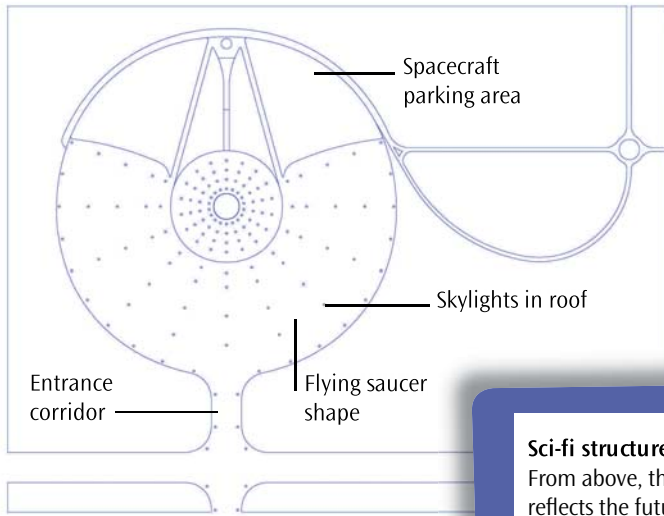 Spacecraft
parking area
Skylights in roof
Entrance
corridor
Flying saucer
shape
Sci-fi structure
From above, th
reflects the futu